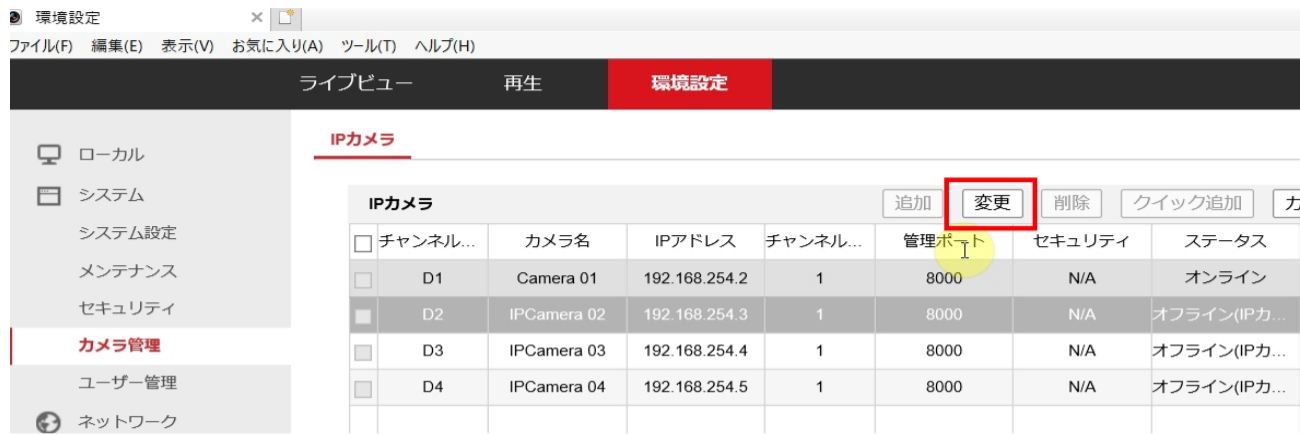 環境設定
ファイル(F) 編集(E) 表示(V) お気に入り(A) ツール(T) ヘルプ(H)
ライブビュー 再生 環境設定
ローカル
システム
システム設定
メンテナンス
セキュリティ
カメラ管理
ユーザー管理
ネットワーク
IPカメラ
IPカメラ 追加 変更 削除 クイック追加
チャンネル... カメラ名 IPアドレス チャンネル... 管理ポート セキュリティ ステータス
D1 Camera 01 192.168.254.2 1 8000 N/A オンライン
D2 IPCamera 02 192.168.254.3 1 8000 N/A オフライン(IPカ...
D3 IPCamera 03 192.168.254.4 1 8000 N/A オフライン(IPカ...
D4 IPCamera 04 192.168.254.5 1 8000 N/A オフライン(IPカ...